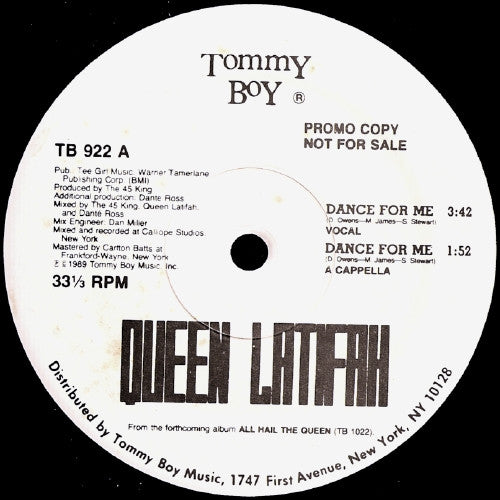 Tommy
Boy ®
PROMO COPY
NOT FOR SALE
TB 922 A
Pub.: Tee Girl Music, Warner Tamerlane
Publishing Corp. (BMI)
Produced by The 45 King
Additional production: Dante Ross
Mixed by The 45 King, Queen Latifah,
and Dante Ross
Mix Engineer: Dan Miller
Mixed and recorded at Calliope Studios,
New York
Mastered by Carlton Batts at
Frankford-Wayne, New York
℗ © 1989 Tommy Boy Music, Inc.
33⅓ RPM
DANCE FOR ME 3:42
(D. Owens—M. James—S. Stewart)
VOCAL
DANCE FOR ME 1:52
(D. Owens—M. James—S. Stewart)
A CAPPELLA
QUEEN LATIFAH
From the forthcoming album ALL HAIL THE QUEEN (TB 1022).
Distributed by Tommy Boy Music, 1747 First Avenue, New York, NY 10128